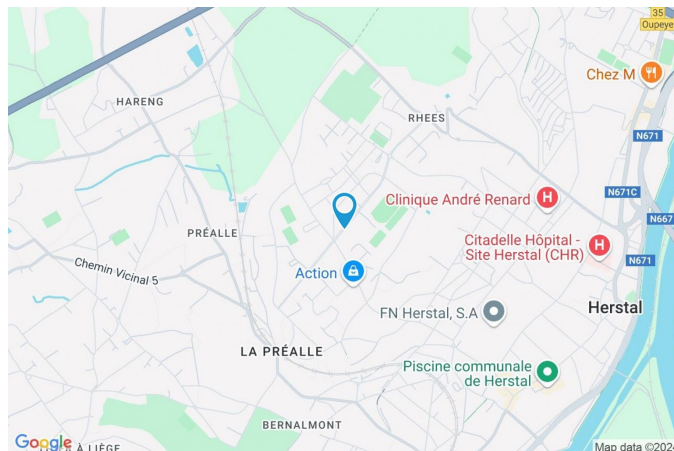 35
Oupeye
Chez M
HARENG
RHEES
N671
Clinique André Renard
H
N671C
N667
PRÉALLE
Citadelle Hôpital -
Site Herstal (CHR)
H
Chemin Vicinal 5
N671
Action
FN Herstal, S.A
Herstal
LA PRÉALLE
Piscine communale
de Herstal
BERNALMONT
Google
À LIÈGE
Map data ©2024